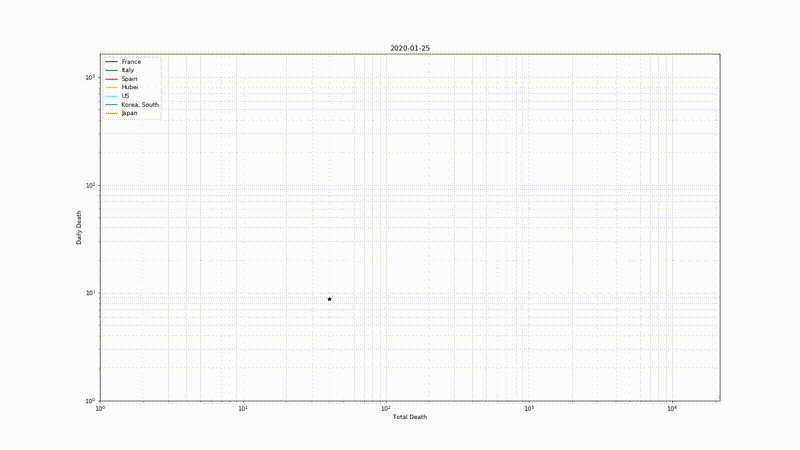 2020-01-25
France
Italy
Spain
Hubei
US
Korea, South
Japan
10³
10²
10¹
10⁰
Daily Death
10⁰ 10¹ 10² 10³ 10⁴
Total Death